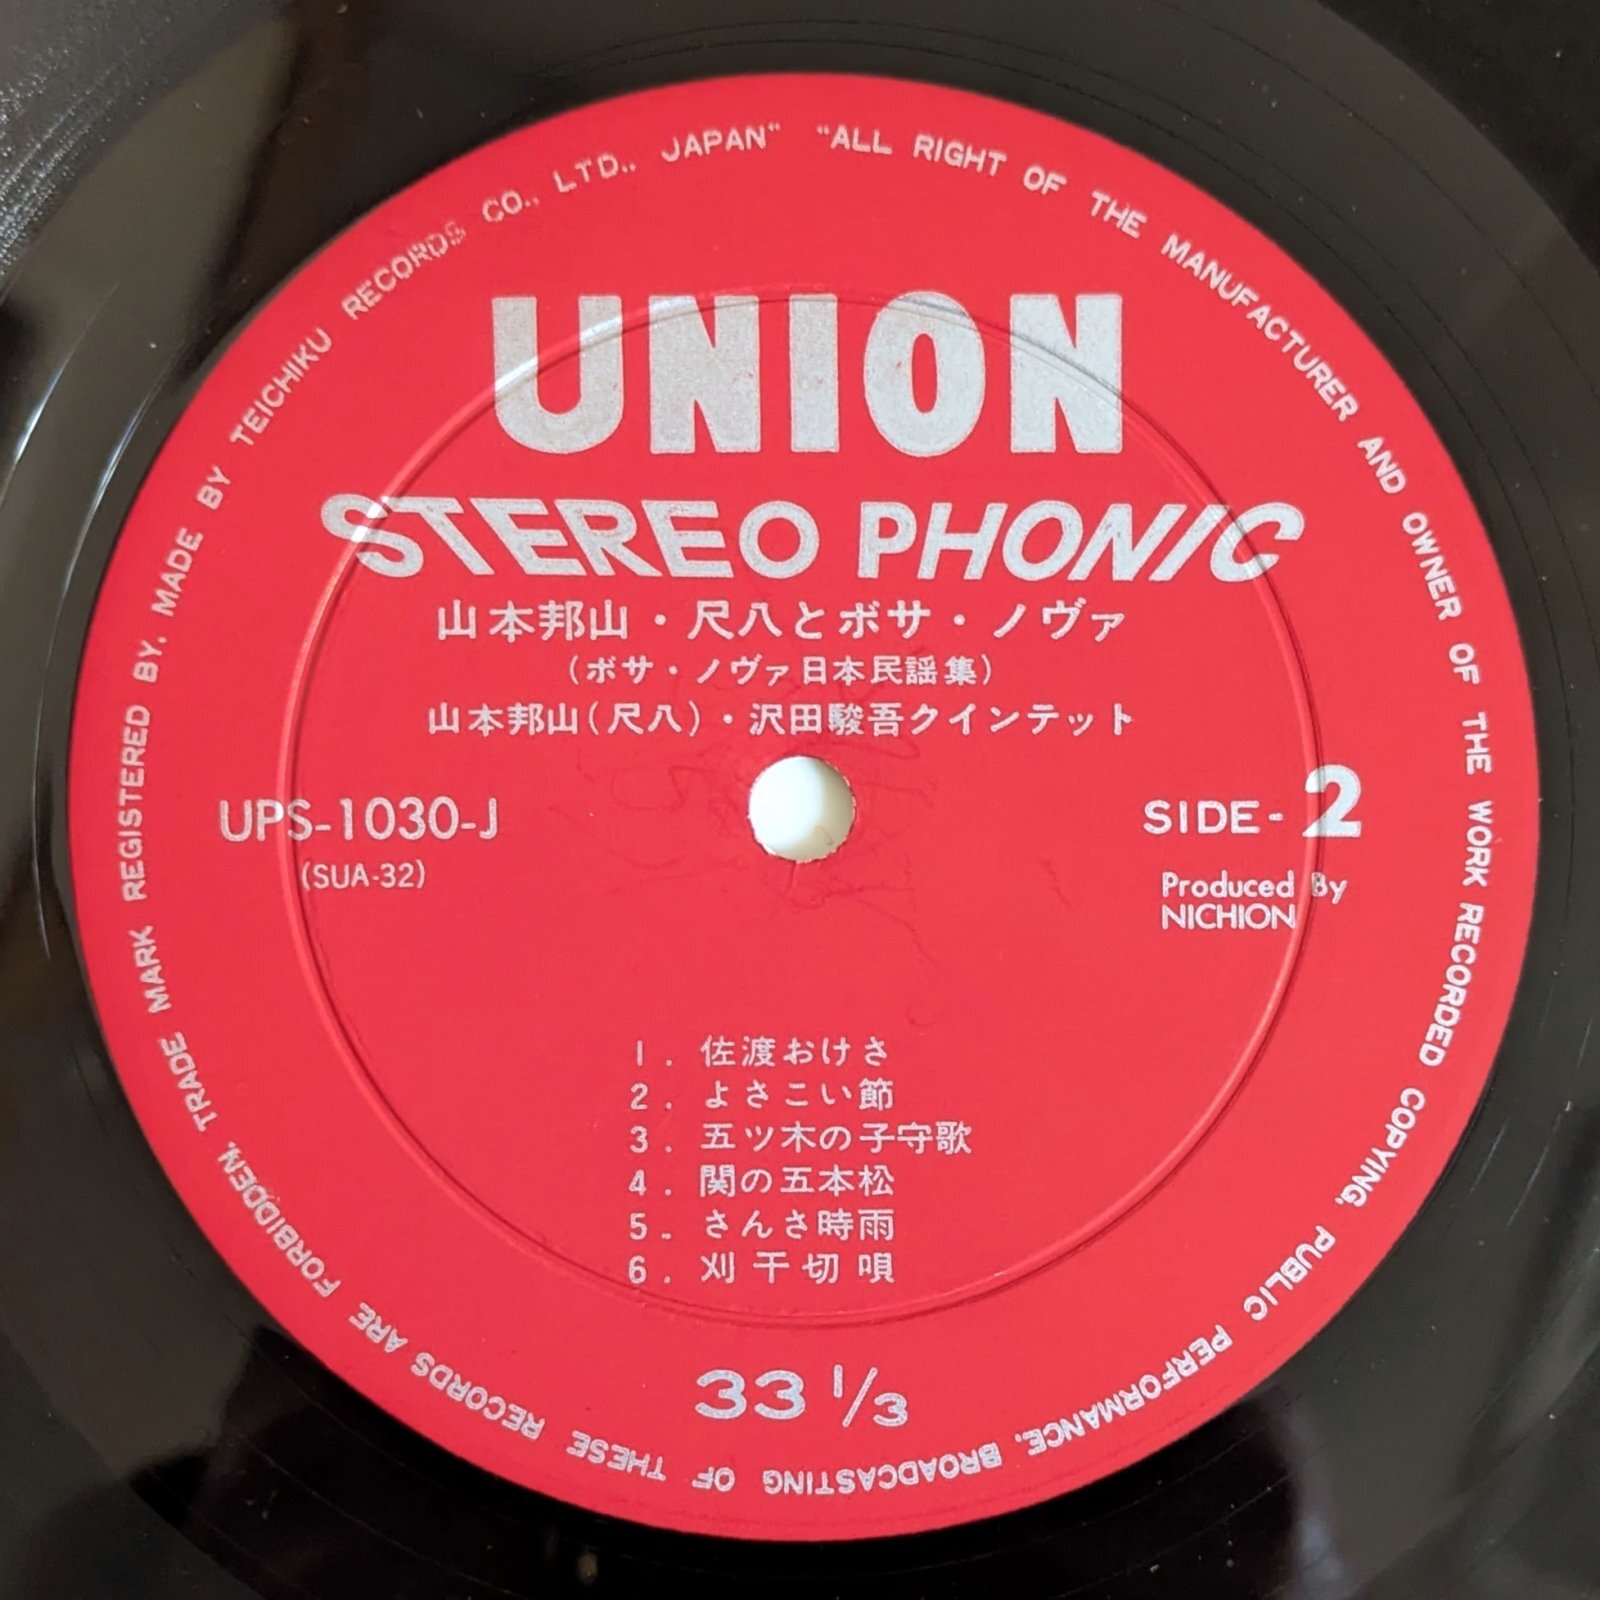 UNION
STEREO PHONIC
山本邦山・尺八とボサ・ノヴァ
(ボサ・ノヴァ日本民謡集)
山本邦山(尺八)・沢田駿吾クインテット
UPS-1030-J
(SUA-32)
SIDE-2
Produced By
NICHION
1. 佐渡おけさ
2. よさこい節
3. 五ツ木の子守歌
4. 関の五本松
5. さんさ時雨
6. 刈干切唄
33 1/3
"ALL RIGHT OF THE MANUFACTURER AND OWNER OF THE WORK RECORDED COPYING, PUBLIC PERFORMANCE, BROADCASTING OF THESE RECORDS ARE FORBIDDEN, TRADE MARK REGISTERED BY, MADE BY TEICHIKU RECORDS CO., LTD., JAPAN"